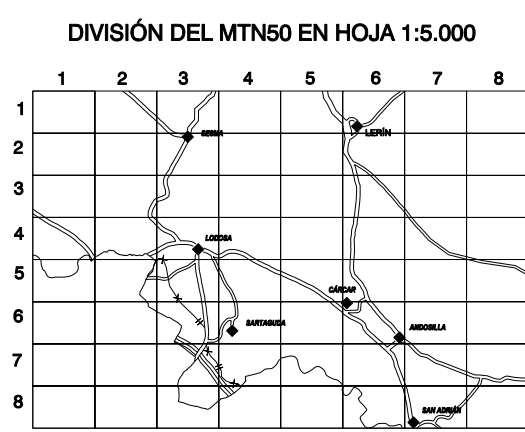 DIVISIÓN DEL MTN50 EN HOJA 1:5.000
1 2 3 4 5 6 7 8
1
LERÍN
SESMA
2
3
4
LODOSA
5
CÁRCAR
6
SARTAGUDA
ANDOSILLA
7
8
SAN ADRIÁN